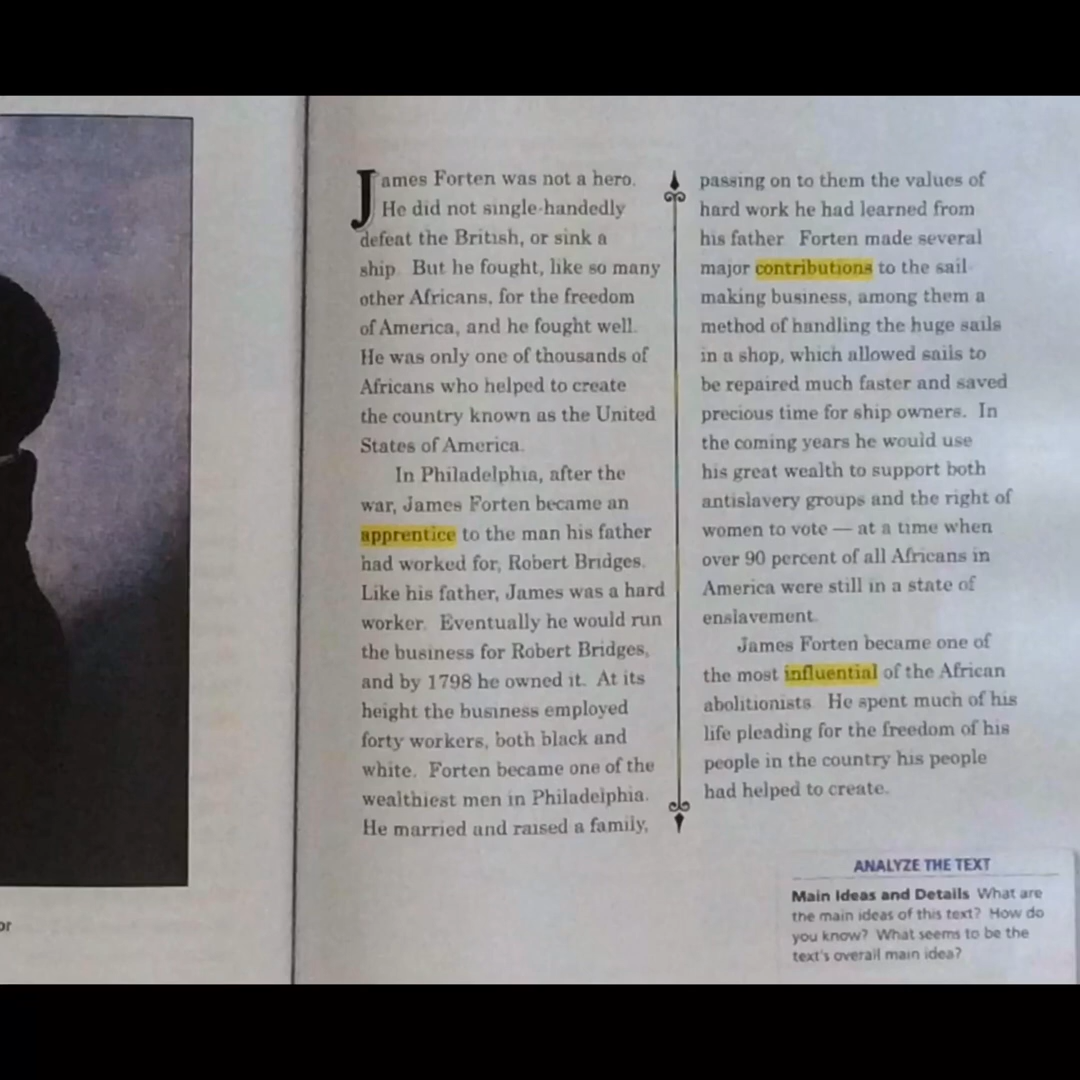 James Forten was not a hero.
He did not single-handedly
defeat the British, or sink a
ship. But he fought, like so many
other Africans, for the freedom
of America, and he fought well.
He was only one of thousands of
Africans who helped to create
the country known as the United
States of America.
In Philadelphia, after the
war, James Forten became an
apprentice to the man his father
had worked for, Robert Bridges.
Like his father, James was a hard
worker. Eventually he would run
the business for Robert Bridges,
and by 1798 he owned it. At its
height the business employed
forty workers, both black and
white. Forten became one of the
wealthiest men in Philadelphia.
He married and raised a family,
passing on to them the values of
hard work he had learned from
his father. Forten made several
major contributions to the sail-
making business, among them a
method of handling the huge sails
in a shop, which allowed sails to
be repaired much faster and saved
precious time for ship owners. In
the coming years he would use
his great wealth to support both
antislavery groups and the right of
women to vote — at a time when
over 90 percent of all Africans in
America were still in a state of
enslavement.
James Forten became one of
the most influential of the African
abolitionists. He spent much of his
life pleading for the freedom of his
people in the country his people
had helped to create.
ANALYZE THE TEXT
Main Ideas and Details What are
the main ideas of this text? How do
you know? What seems to be the
text's overall main idea?